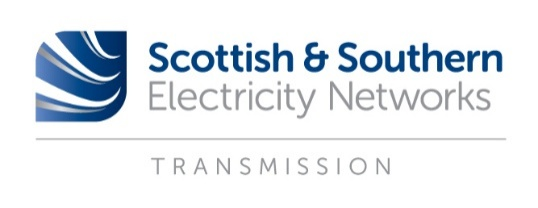 Scottish & Southern
Electricity Networks
TRANSMISSION